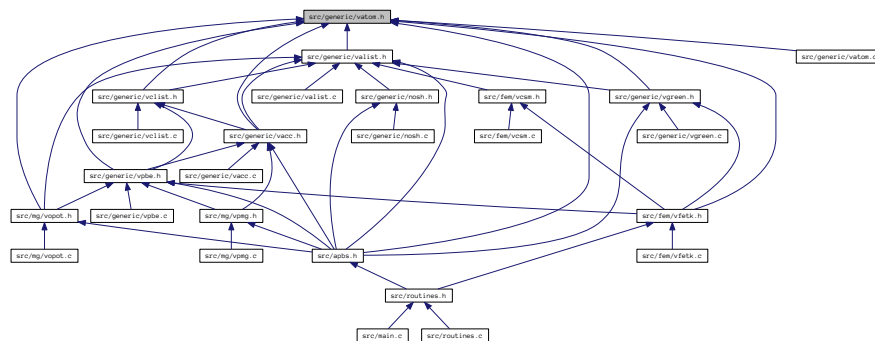 src/generic/vatom.h
src/generic/valist.h
src/generic/vatom.c
src/generic/vclist.h
src/generic/valist.c
src/generic/nosh.h
src/fem/vcsm.h
src/generic/vgreen.h
src/generic/vclist.c
src/generic/vacc.h
src/generic/nosh.c
src/fem/vcsm.c
src/generic/vgreen.c
src/generic/vpbe.h
src/generic/vacc.c
src/mg/vopot.h
src/generic/vpbe.c
src/mg/vpmg.h
src/fem/vfetk.h
src/mg/vopot.c
src/mg/vpmg.c
src/apbs.h
src/fem/vfetk.c
src/routines.h
src/main.c
src/routines.c